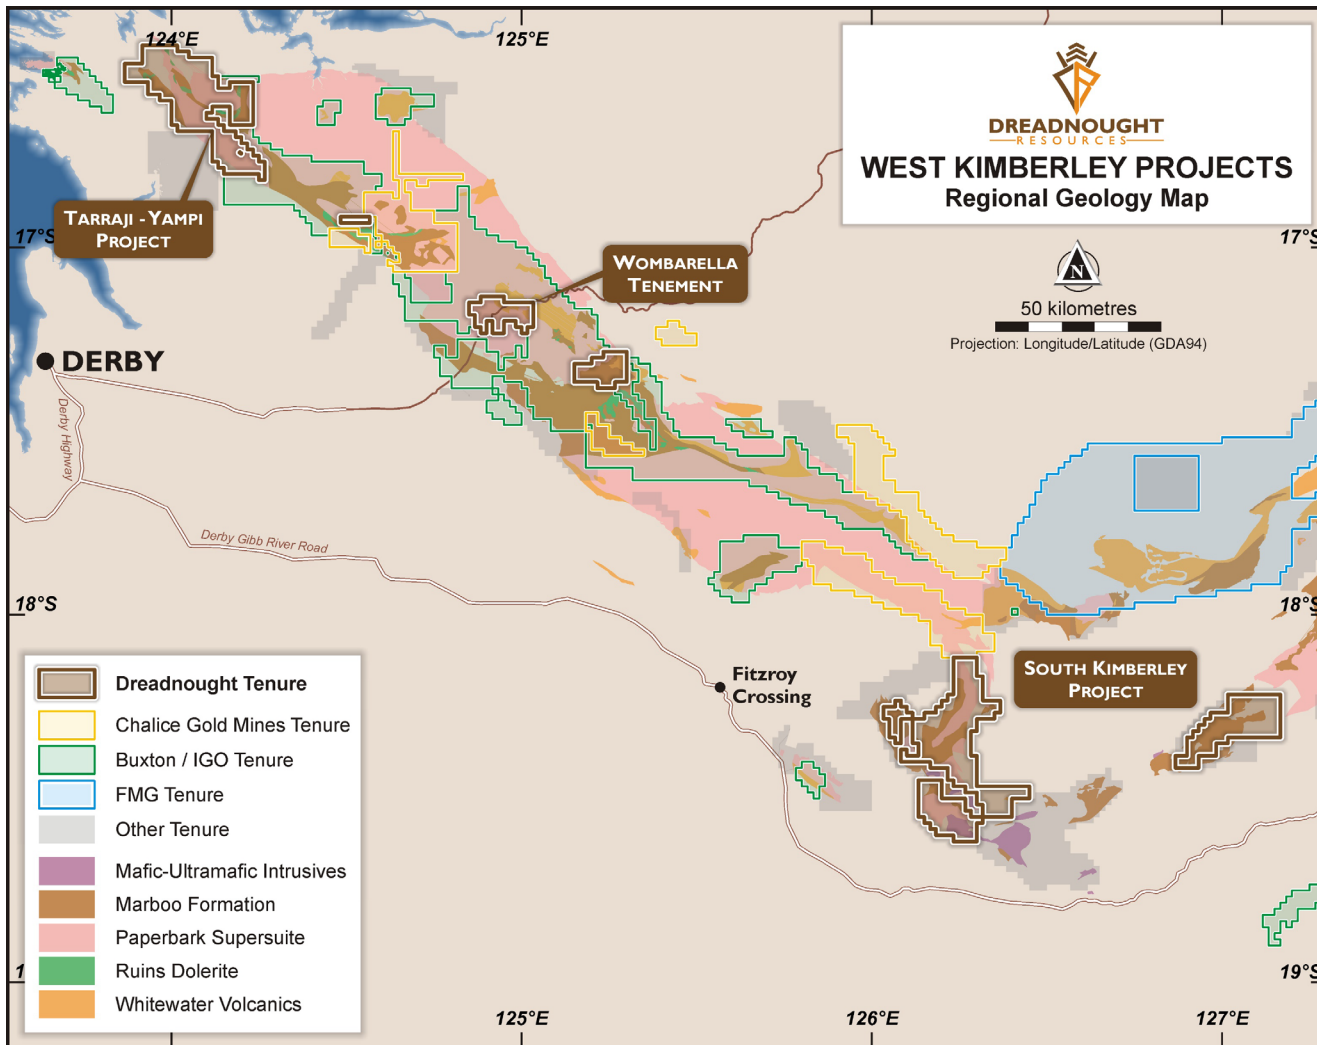 124°E
125°E
DREADNOUGHT
RESOURCES
WEST KIMBERLEY PROJECTS
Regional Geology Map
TARRAJI - YAMPI
PROJECT
17°S
17°S
WOMBARELLA
TENEMENT
N
50 kilometres
Projection: Longitude/Latitude (GDA94)
DERBY
Derby Highway
Derby Gibb River Road
18°S
18°S
Fitzroy
Crossing
SOUTH KIMBERLEY
PROJECT
Dreadnought Tenure
Chalice Gold Mines Tenure
Buxton / IGO Tenure
FMG Tenure
Other Tenure
Mafic-Ultramafic Intrusives
Marboo Formation
Paperbark Supersuite
Ruins Dolerite
Whitewater Volcanics
1
19°S
125°E
126°E
127°E